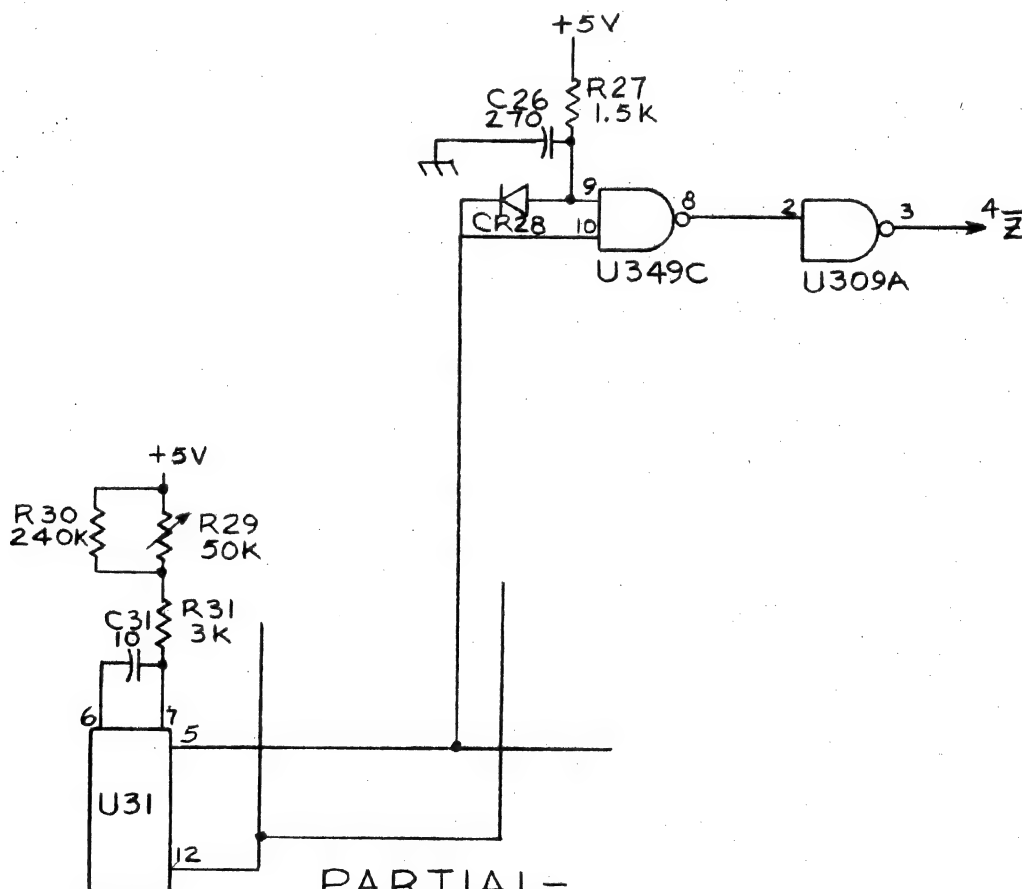 +5V
C26
270
R27
1.5K
9
10
8
CR28
U349C
2
3
U309A
4
Z̅
+5V
R30
240K
R29
50K
C31
10
R31
3K
6
7
5
U31
12
PARTIAL-